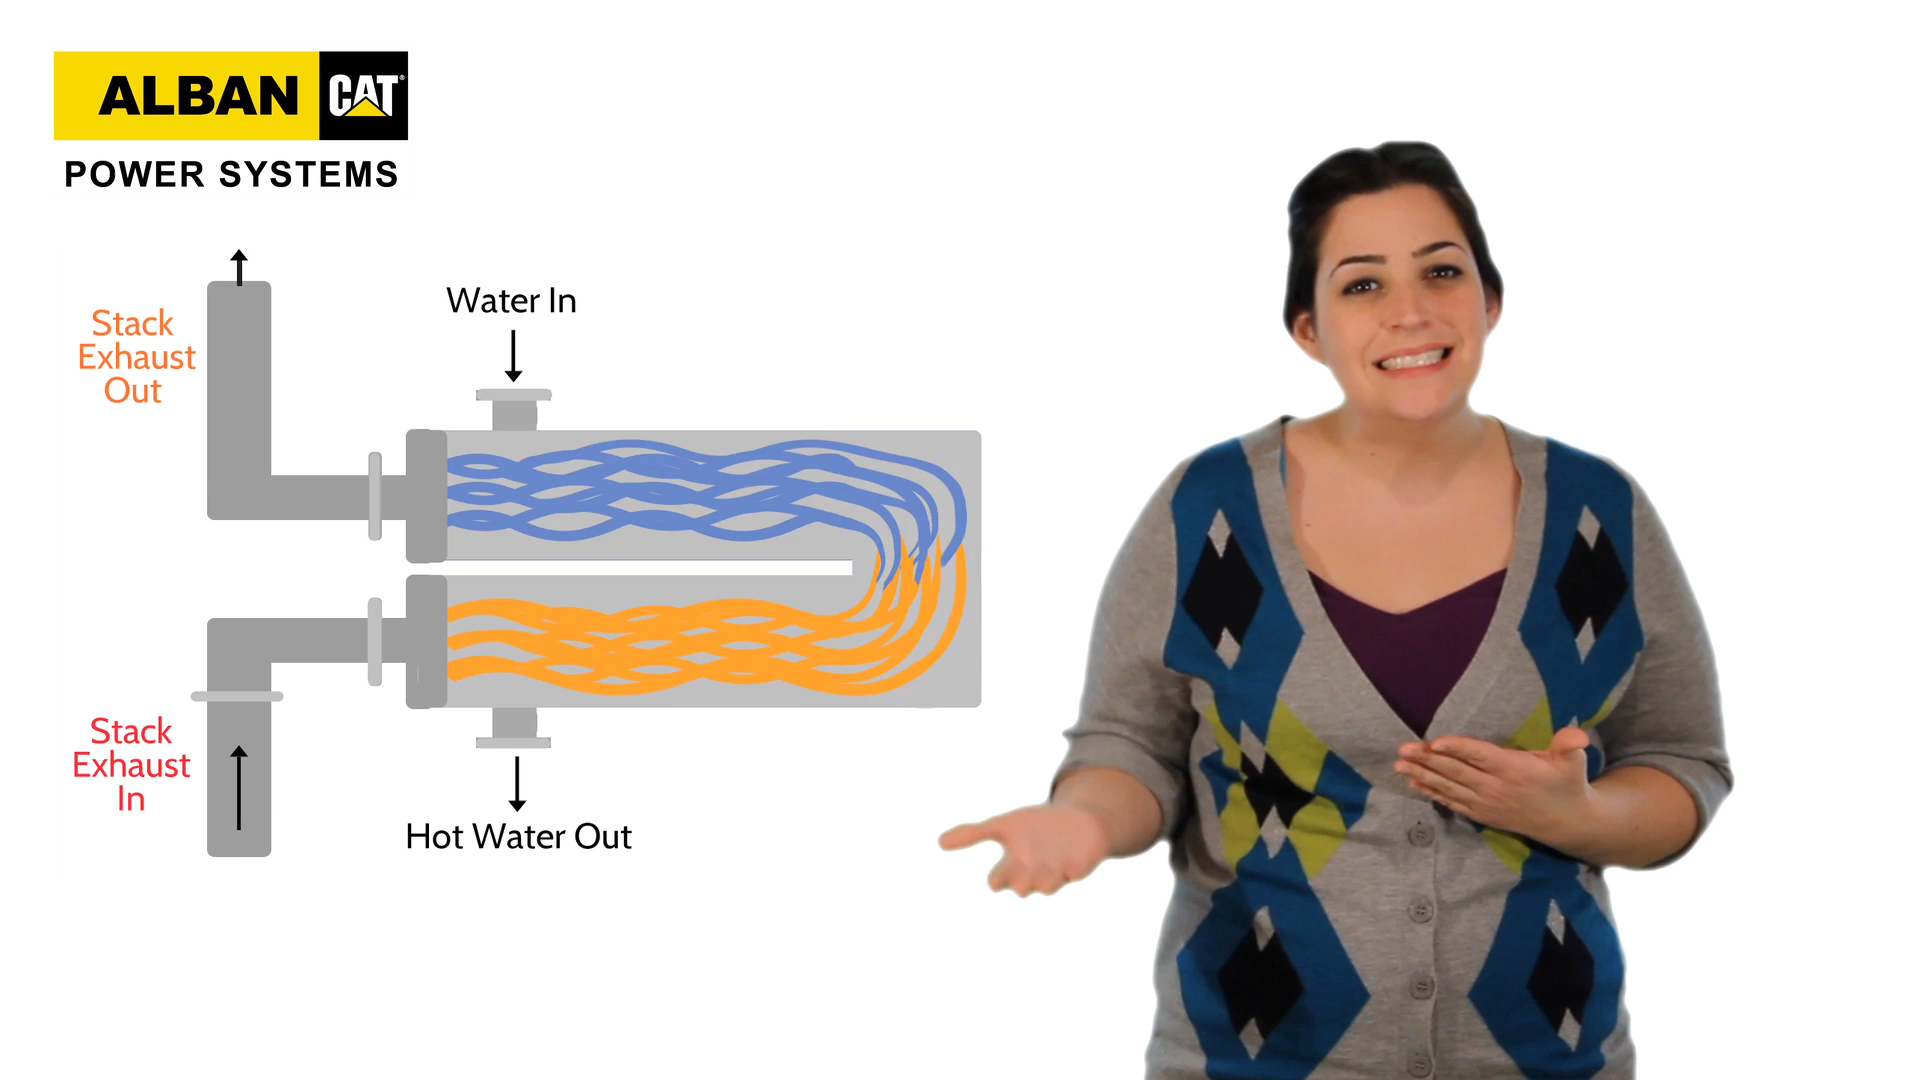 ALBAN CAT®
POWER SYSTEMS
Water In
Stack
Exhaust
Out
Stack
Exhaust
In
Hot Water Out